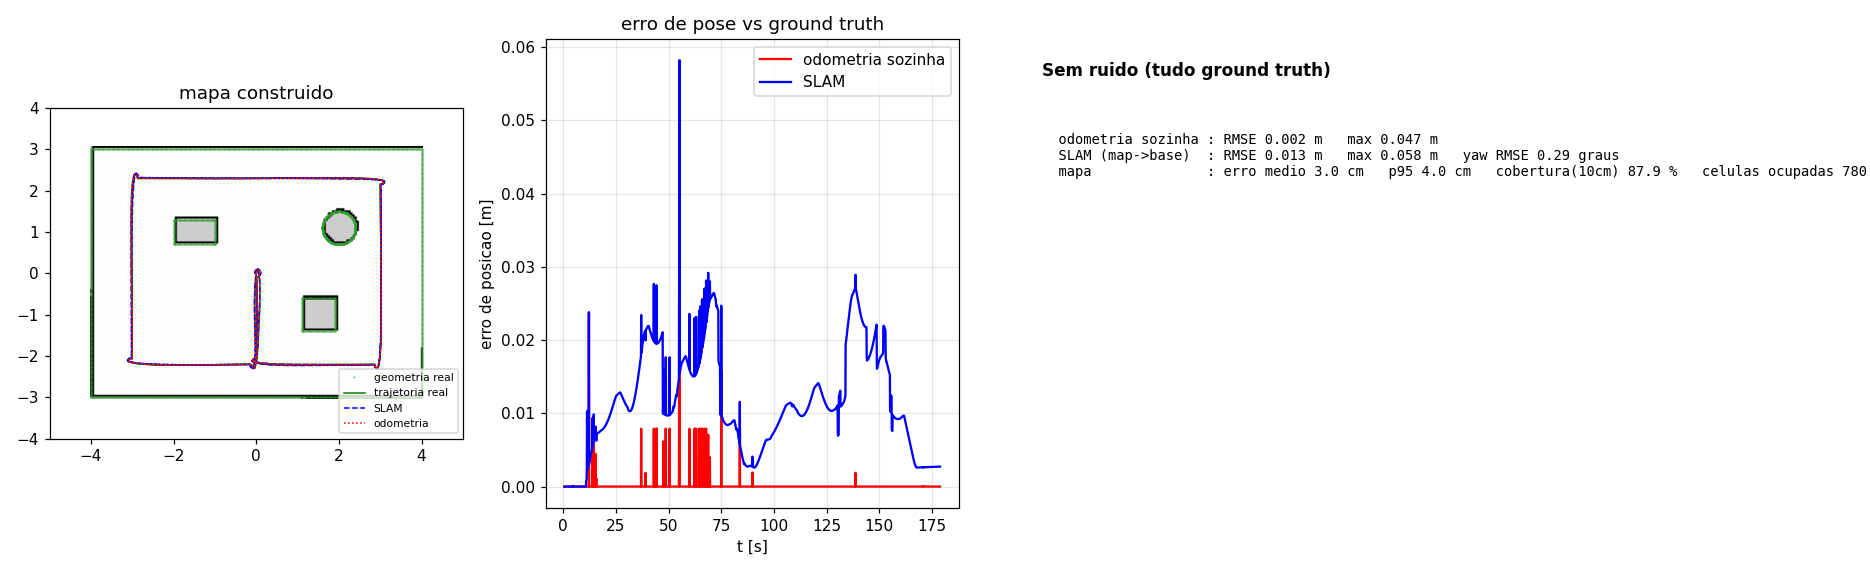 mapa construido
4
3
2
1
0
−1
−2
−3
−4
−4
−2
0
2
4
geometria real
trajetoria real
SLAM
odometria
erro de pose vs ground truth
erro de posicao [m]
0.06
0.05
0.04
0.03
0.02
0.01
0.00
0
25
50
75
100
125
150
175
t [s]
odometria sozinha
SLAM
Sem ruido (tudo ground truth)
odometria sozinha : RMSE 0.002 m   max 0.047 m
SLAM (map->base)  : RMSE 0.013 m   max 0.058 m   yaw RMSE 0.29 graus
mapa              : erro medio 3.0 cm   p95 4.0 cm   cobertura(10cm) 87.9 %   celulas ocupadas 780